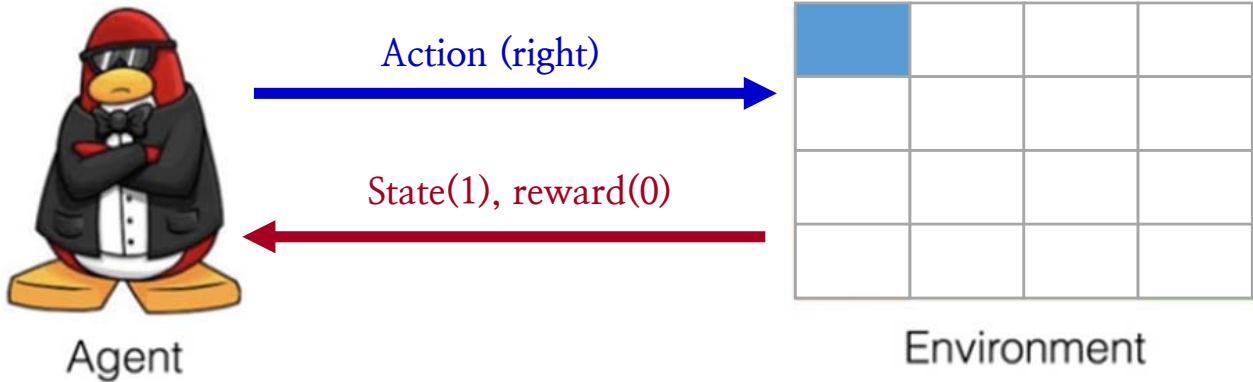 Action (right)
State(1), reward(0)
Agent
Environment